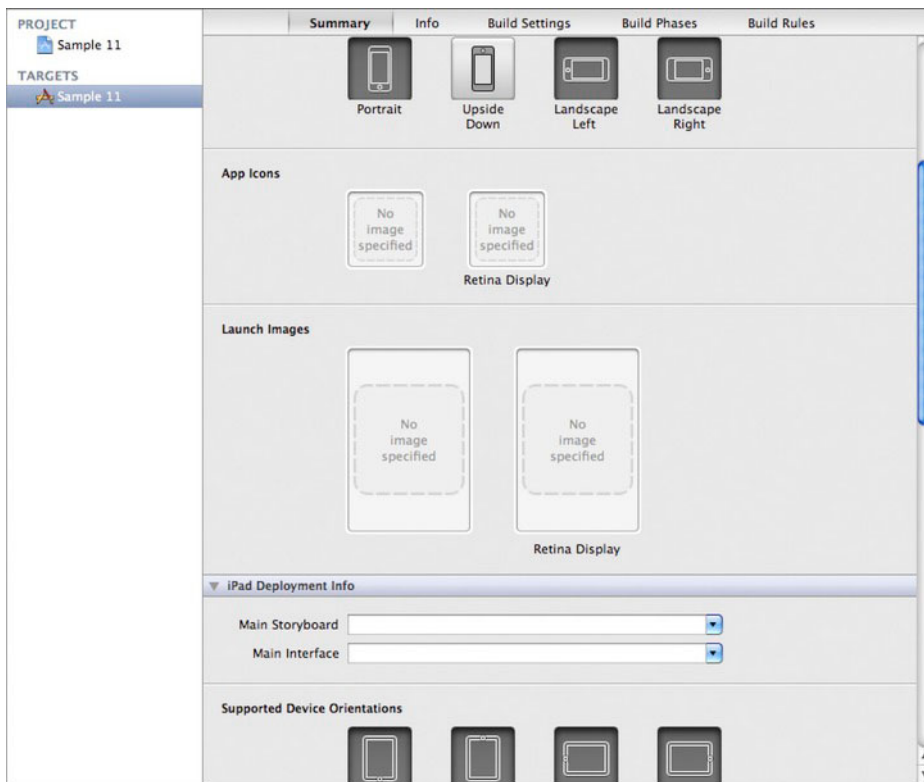 PROJECT
Sample 11
TARGETS
Sample 11
Summary Info Build Settings Build Phases Build Rules
Portrait
Upside
Down
Landscape
Left
Landscape
Right
App Icons
No
image
specified
No
image
specified
Retina Display
Launch Images
No
image
specified
No
image
specified
Retina Display
iPad Deployment Info
Main Storyboard
Main Interface
Supported Device Orientations